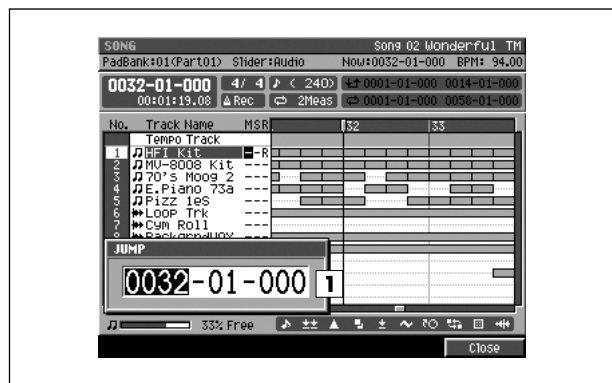 SONG Song 02 Wonderful TM
PadBank:01(Part01) Slider:Audio Now:0032-01-000 BPM: 94.00
0032-01-000 4/ 4 ♪ ( 240) 0001-01-000 0014-01-000
00:01:19.08 Rec 2Meas 0001-01-000 0058-01-000
No. Track Name MSR 32 33
Tempo Track
1 HFI Kit --R
2 MV-8008 Kit ---
3 70's Moog 2 ---
4 E.Piano 73a ---
5 Pizz 1eS ---
6 Loop Trk ---
7 Cym Roll ---
8 BackgrndVOX ---
JUMP
0032-01-000 1
33% Free
Close